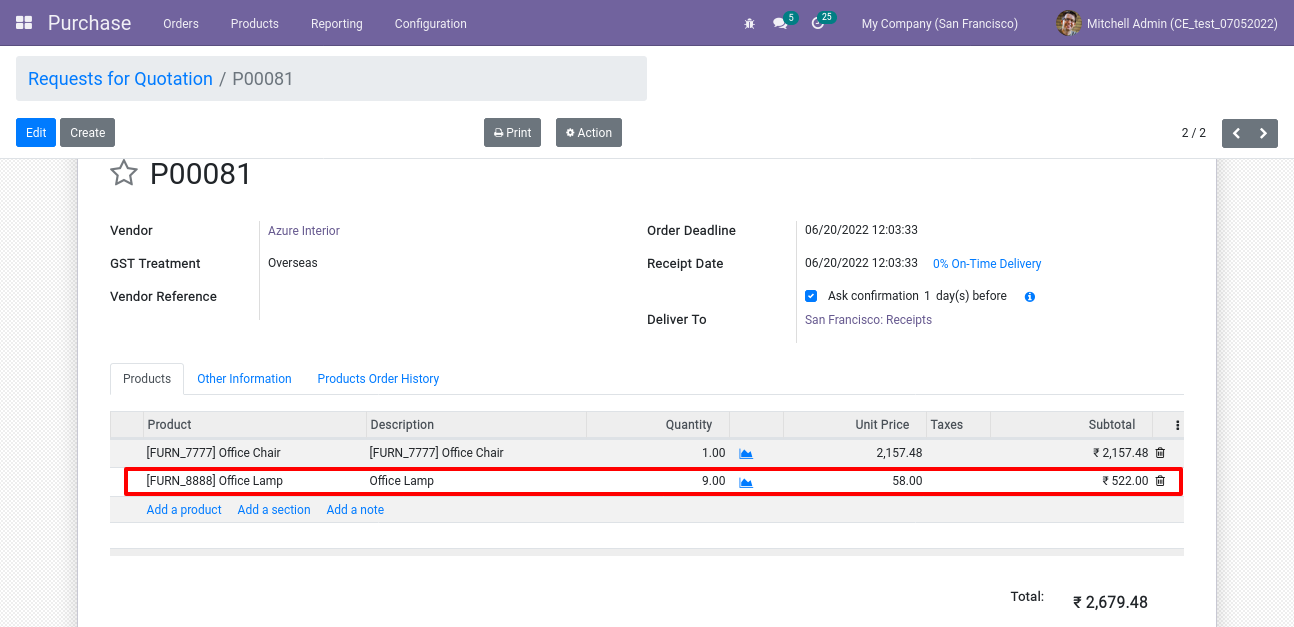 Purchase Orders Products Reporting Configuration 5 25 My Company (San Francisco) Mitchell Admin (CE_test_07052022)
Requests for Quotation / P00081
Edit Create Print Action 2 / 2
P00081
Vendor Azure Interior Order Deadline 06/20/2022 12:03:33
GST Treatment Overseas Receipt Date 06/20/2022 12:03:33 0% On-Time Delivery
Vendor Reference Ask confirmation 1 day(s) before
Deliver To San Francisco: Receipts
Products Other Information Products Order History
Product Description Quantity Unit Price Taxes Subtotal
[FURN_7777] Office Chair [FURN_7777] Office Chair 1.00 2,157.48 ₹ 2,157.48
[FURN_8888] Office Lamp Office Lamp 9.00 58.00 ₹ 522.00
Add a product Add a section Add a note
Total: ₹ 2,679.48